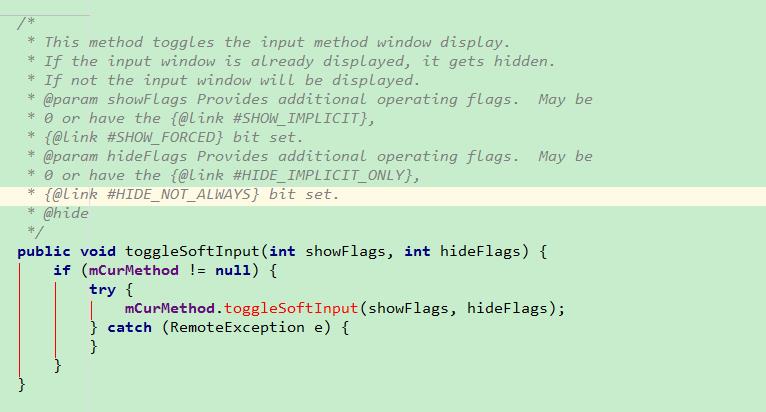 /*
* This method toggles the input method window display.
* If the input window is already displayed, it gets hidden.
* If not the input window will be displayed.
* @param showFlags Provides additional operating flags.  May be
* 0 or have the {@link #SHOW_IMPLICIT},
* {@link #SHOW_FORCED} bit set.
* @param hideFlags Provides additional operating flags.  May be
* 0 or have the {@link #HIDE_IMPLICIT_ONLY},
* {@link #HIDE_NOT_ALWAYS} bit set.
* @hide
*/
public void toggleSoftInput(int showFlags, int hideFlags) {
if (mCurMethod != null) {
try {
mCurMethod.toggleSoftInput(showFlags, hideFlags);
} catch (RemoteException e) {
}
}
}